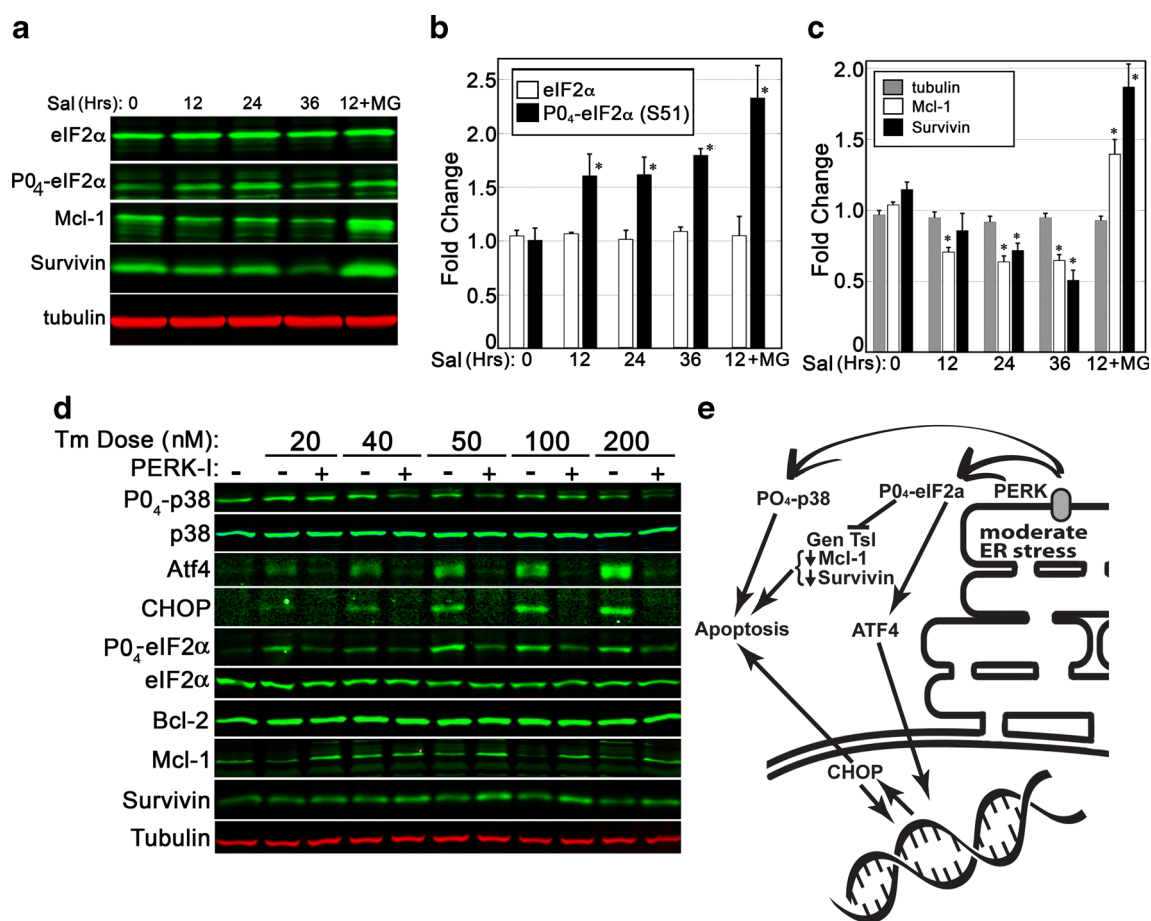 a
Sal (Hrs): 0 12 24 36 12+MG
eIF2α
P0₄-eIF2α
Mcl-1
Survivin
tubulin
b
Fold Change
2.5
2.0
1.5
1.0
0.5
0
eIF2α
P0₄-eIF2α (S51)
* * * *
Sal (Hrs): 0 12 24 36 12 +MG
c
Fold Change
2.0
1.5
1.0
0.5
0
tubulin
Mcl-1
Survivin
* * * * * * *
Sal (Hrs): 0 12 24 36 12+MG
d
Tm Dose (nM): 20 40 50 100 200
PERK-I: - - + - + - + - + - +
P0₄-p38
p38
Atf4
CHOP
P0₄-eIF2α
eIF2α
Bcl-2
Mcl-1
Survivin
Tubulin
e
PO₄-p38
P0₄-eIF2a
PERK
moderate
ER stress
Gen Tsl
Mcl-1
Survivin
Apoptosis
ATF4
CHOP